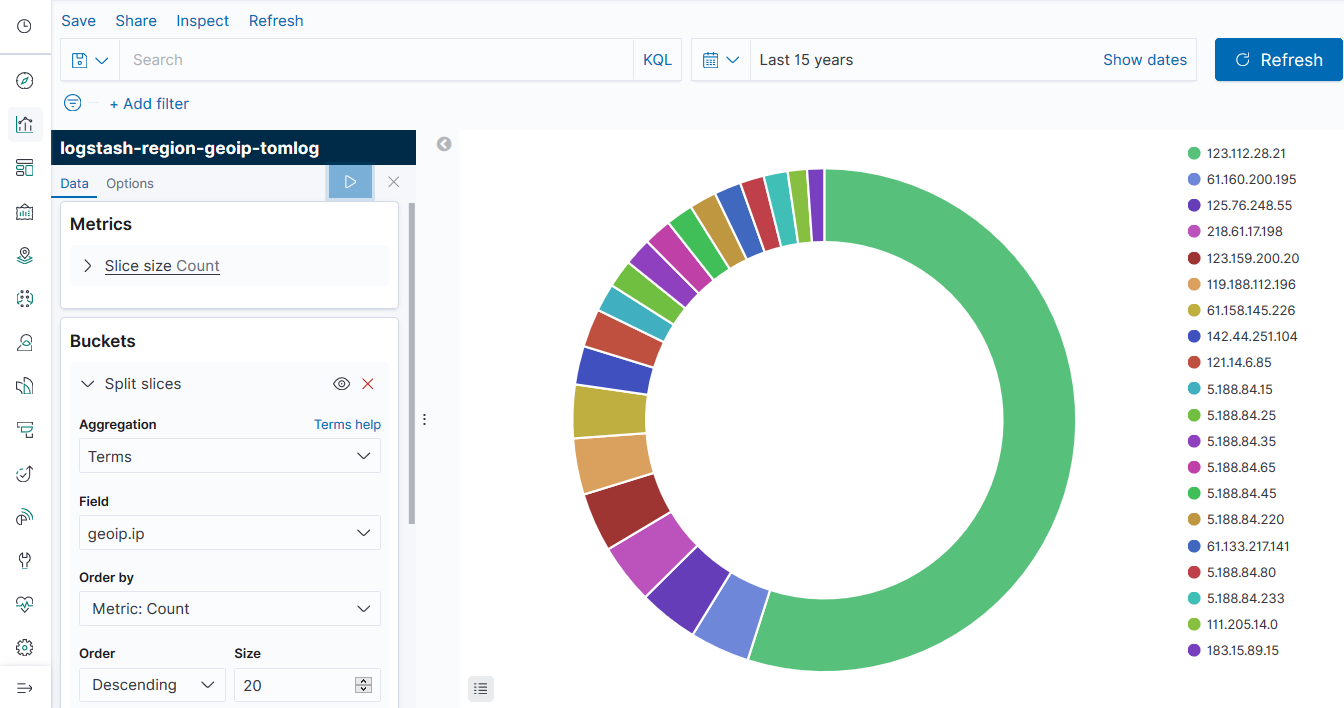 Save Share Inspect Refresh
Search KQL Last 15 years Show dates Refresh
+ Add filter
logstash-region-geoip-tomlog
Data Options
Metrics
Slice size Count
Buckets
Split slices
Aggregation Terms help
Terms
Field
geoip.ip
Order by
Metric: Count
Order Size
Descending 20
123.112.28.21
61.160.200.195
125.76.248.55
218.61.17.198
123.159.200.20
119.188.112.196
61.158.145.226
142.44.251.104
121.14.6.85
5.188.84.15
5.188.84.25
5.188.84.35
5.188.84.65
5.188.84.45
5.188.84.220
61.133.217.141
5.188.84.80
5.188.84.233
111.205.14.0
183.15.89.15